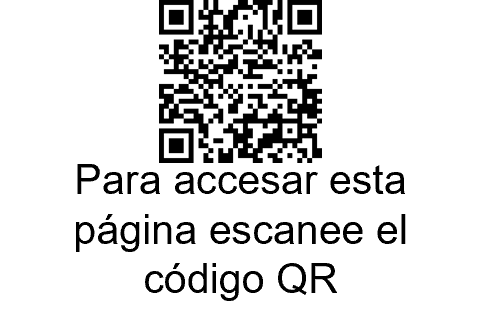 Para accesar esta
página escanee el
código QR